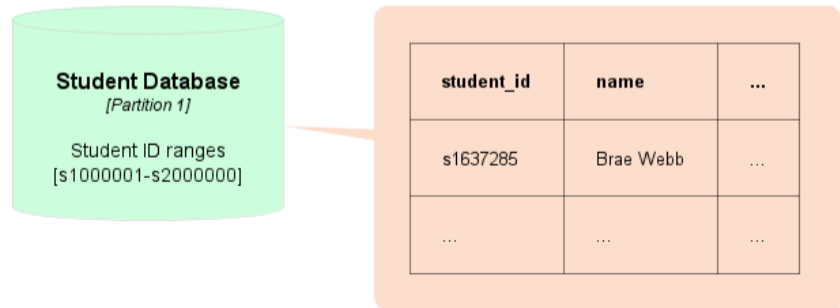 Student Database
[Partition 1]
Student ID ranges
[s1000001-s2000000]
student_id name ...
s1637285 Brae Webb ...
... ... ...